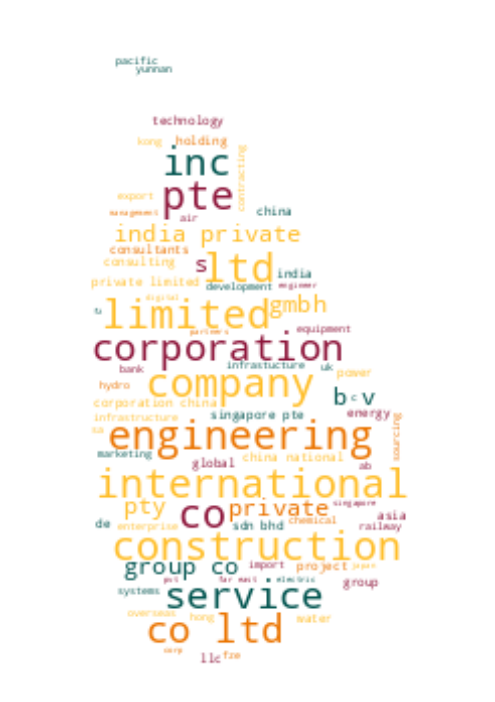 pacific
yunnan
technology
kong holding
inc
contracting
pte
export
management
air
china
india private
consultants
consulting
s ltd
india
private limited
development engineer
digital
limited gmbh
partners
equipment
corporation
bank
infrastucture
uk
power
hydro
company
b c v
corporation china
infrastructure
singapore pte
energy
sa
engineering
sourcing
marketing
global
china national
ab
international
pty
co private
singapore
asia
de
enterprise
sdn bhd
chemical
railway
construction
group co
import
project
japan
pvt
far east
electric
group
systems
service
overseas
hong
water
co ltd
corp
llc fze